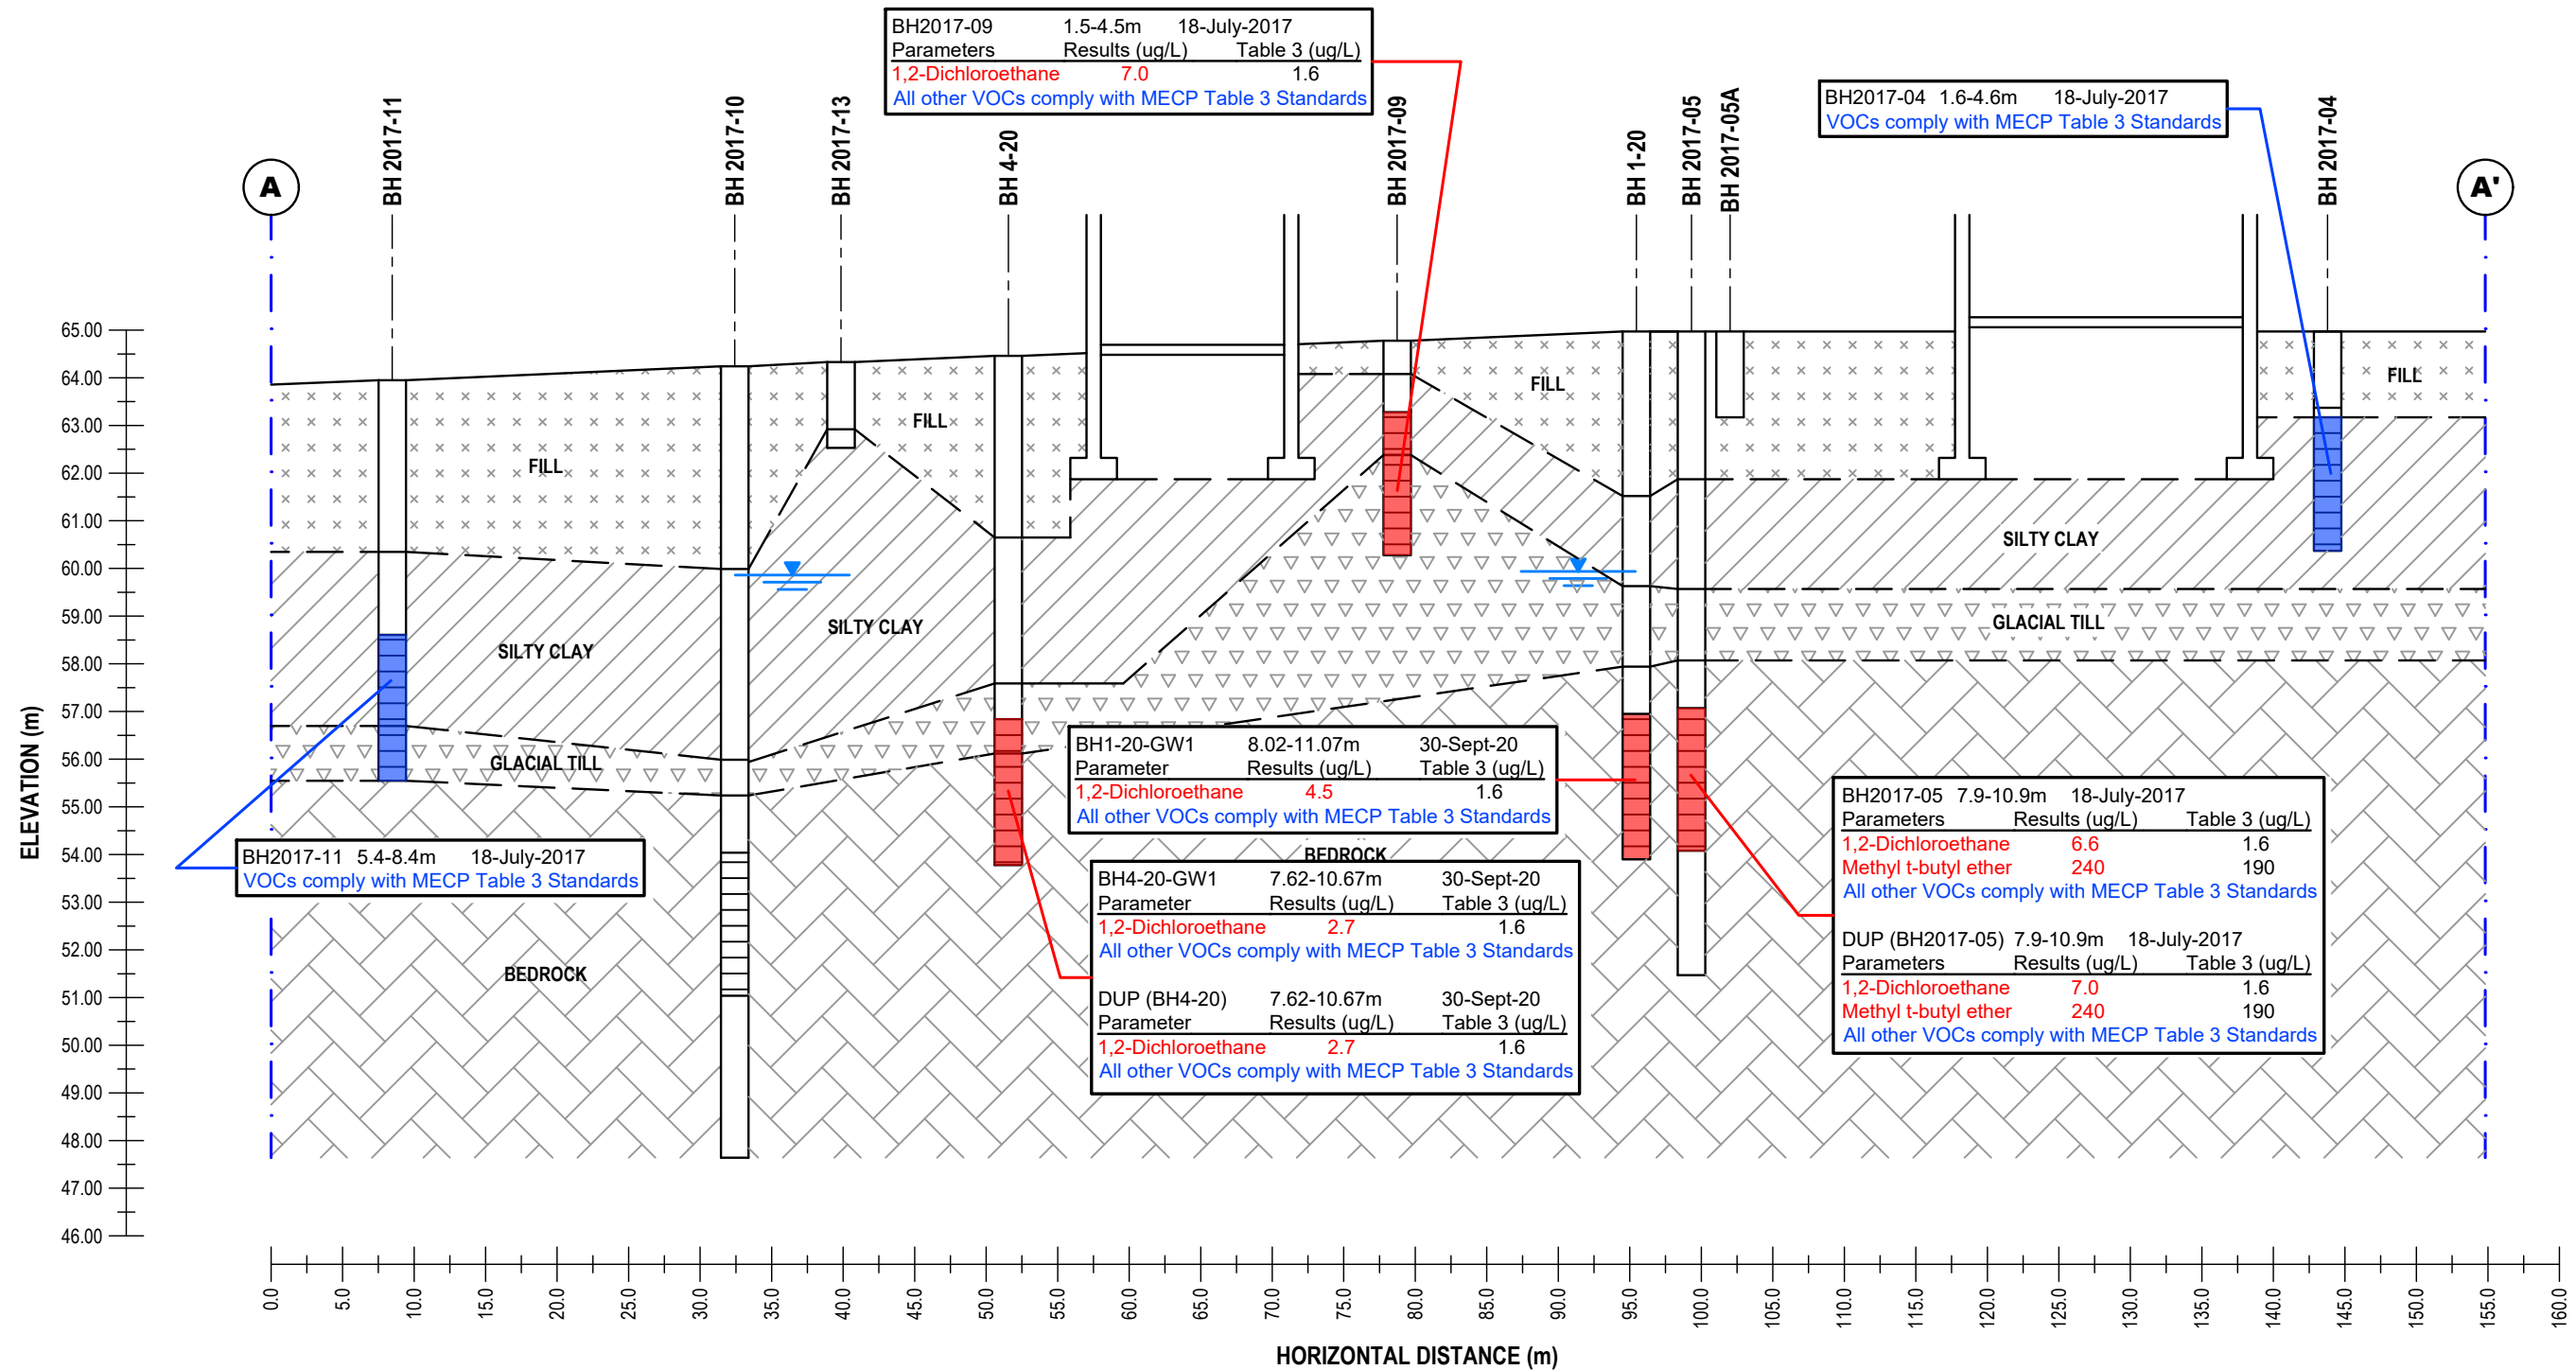 BH2017-09 1.5-4.5m 18-July-2017
Parameters Results (ug/L) Table 3 (ug/L)
1,2-Dichloroethane 7.0 1.6
All other VOCs comply with MECP Table 3 Standards
BH2017-04 1.6-4.6m 18-July-2017
VOCs comply with MECP Table 3 Standards
A
BH 2017-11
BH 2017-10
BH 2017-13
BH 4-20
BH 2017-09
BH 1-20
BH 2017-05
BH 2017-05A
BH 2017-04
A'
ELEVATION (m)
65.00
64.00
63.00
62.00
61.00
60.00
59.00
58.00
57.00
56.00
55.00
54.00
53.00
52.00
51.00
50.00
49.00
48.00
47.00
46.00
FILL
FILL
FILL
FILL
SILTY CLAY
SILTY CLAY
SILTY CLAY
GLACIAL TILL
GLACIAL TILL
BEDROCK
BEDROCK
BH2017-11 5.4-8.4m 18-July-2017
VOCs comply with MECP Table 3 Standards
BH1-20-GW1 8.02-11.07m 30-Sept-20
Parameter Results (ug/L) Table 3 (ug/L)
1,2-Dichloroethane 4.5 1.6
All other VOCs comply with MECP Table 3 Standards
BH4-20-GW1 7.62-10.67m 30-Sept-20
Parameter Results (ug/L) Table 3 (ug/L)
1,2-Dichloroethane 2.7 1.6
All other VOCs comply with MECP Table 3 Standards
DUP (BH4-20) 7.62-10.67m 30-Sept-20
Parameter Results (ug/L) Table 3 (ug/L)
1,2-Dichloroethane 2.7 1.6
All other VOCs comply with MECP Table 3 Standards
BH2017-05 7.9-10.9m 18-July-2017
Parameters Results (ug/L) Table 3 (ug/L)
1,2-Dichloroethane 6.6 1.6
Methyl t-butyl ether 240 190
All other VOCs comply with MECP Table 3 Standards
DUP (BH2017-05) 7.9-10.9m 18-July-2017
Parameters Results (ug/L) Table 3 (ug/L)
1,2-Dichloroethane 7.0 1.6
Methyl t-butyl ether 240 190
All other VOCs comply with MECP Table 3 Standards
0.0 5.0 10.0 15.0 20.0 25.0 30.0 35.0 40.0 45.0 50.0 55.0 60.0 65.0 70.0 75.0 80.0 85.0 90.0 95.0 100.0 105.0 110.0 115.0 120.0 125.0 130.0 135.0 140.0 145.0 150.0 155.0 160.0
HORIZONTAL DISTANCE (m)